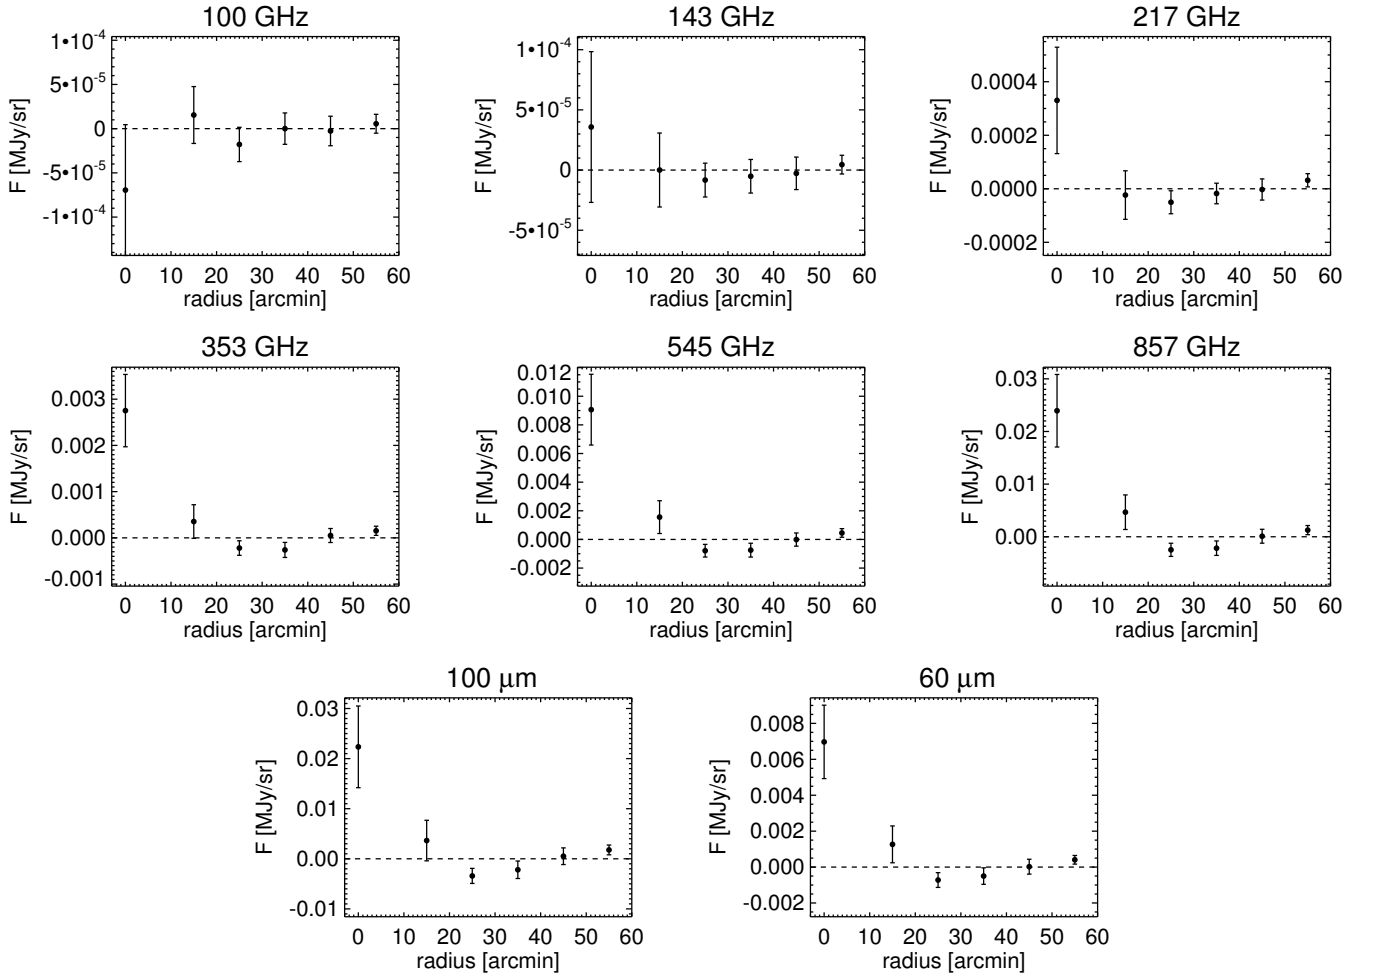 100 GHz
F [MJy/sr]
1•10⁻⁴
5•10⁻⁵
0
-5•10⁻⁵
-1•10⁻⁴
0 10 20 30 40 50 60
radius [arcmin]
143 GHz
F [MJy/sr]
1•10⁻⁴
5•10⁻⁵
0
-5•10⁻⁵
0 10 20 30 40 50 60
radius [arcmin]
217 GHz
F [MJy/sr]
0.0004
0.0002
0.0000
-0.0002
0 10 20 30 40 50 60
radius [arcmin]
353 GHz
F [MJy/sr]
0.003
0.002
0.001
0.000
-0.001
0 10 20 30 40 50 60
radius [arcmin]
545 GHz
F [MJy/sr]
0.012
0.010
0.008
0.006
0.004
0.002
0.000
-0.002
0 10 20 30 40 50 60
radius [arcmin]
857 GHz
F [MJy/sr]
0.03
0.02
0.01
0.00
0 10 20 30 40 50 60
radius [arcmin]
100 μm
F [MJy/sr]
0.03
0.02
0.01
0.00
-0.01
0 10 20 30 40 50 60
radius [arcmin]
60 μm
F [MJy/sr]
0.008
0.006
0.004
0.002
0.000
-0.002
0 10 20 30 40 50 60
radius [arcmin]